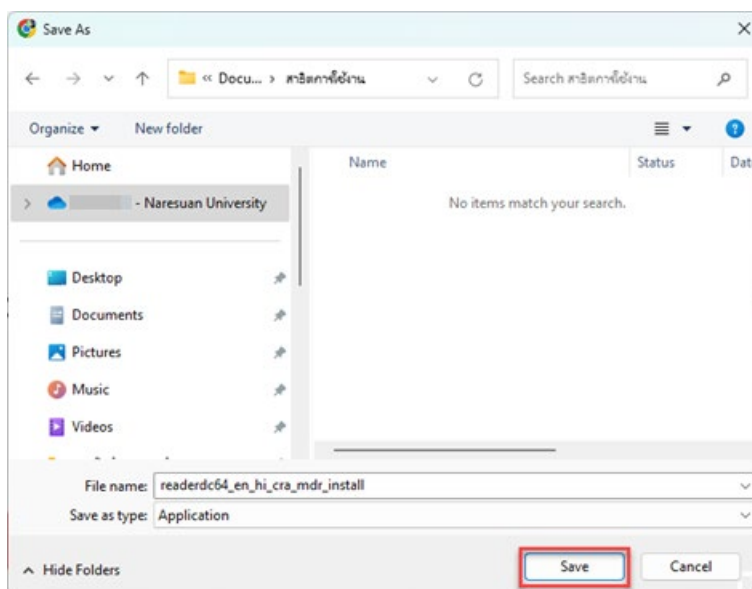 Save As
« Docu... › สาธิตการใช้งาน
Search สาธิตการใช้งาน
Organize
New folder
Home
Name
Status
- Naresuan University
No items match your search.
Desktop
Documents
Pictures
Music
Videos
File name: readerdc64_en_hi_cra_mdr_install
Save as type: Application
Hide Folders
Save
Cancel